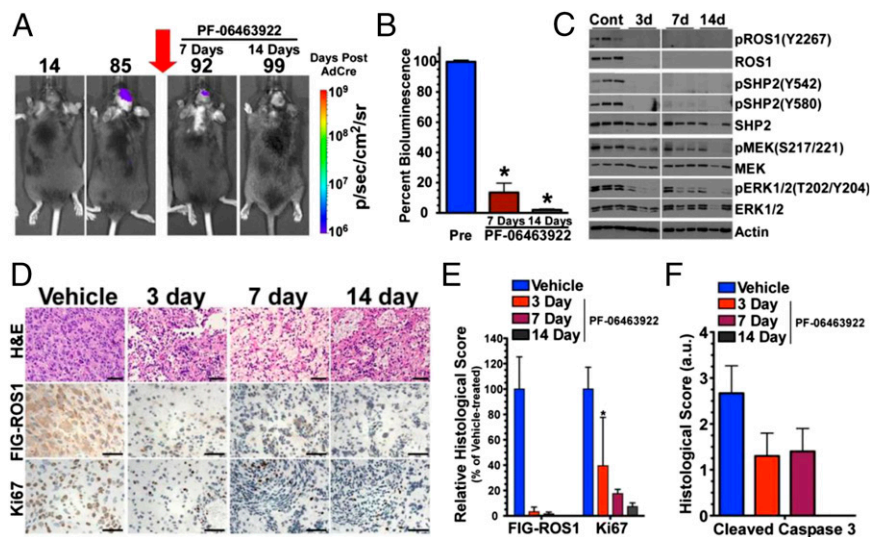 A
PF-06463922
7 Days 14 Days
Days Post
AdCre
14 85 92 99
10⁹
10⁸
10⁷
10⁶
p/sec/cm²/sr
B
Percent Bioluminescence
100
80
60
40
20
0
*
*
Pre
7 Days 14 Days
PF-06463922
C
Cont 3d 7d 14d
pROS1(Y2267)
ROS1
pSHP2(Y542)
pSHP2(Y580)
SHP2
pMEK(S217/221)
MEK
pERK1/2(T202/Y204)
ERK1/2
Actin
D
Vehicle 3 day 7 day 14 day
H&E
FIG-ROS1
Ki67
E
Vehicle
3 Day
7 Day
14 Day
PF-06463922
Relative Histological Score
(% of Vehicle-treated)
140
120
100
80
60
40
20
0
*
FIG-ROS1 Ki67
F
Vehicle
3 Day
7 Day
14 Day
PF-06463922
Histological Score (a.u.)
4
3
2
1
0
Cleaved Caspase 3